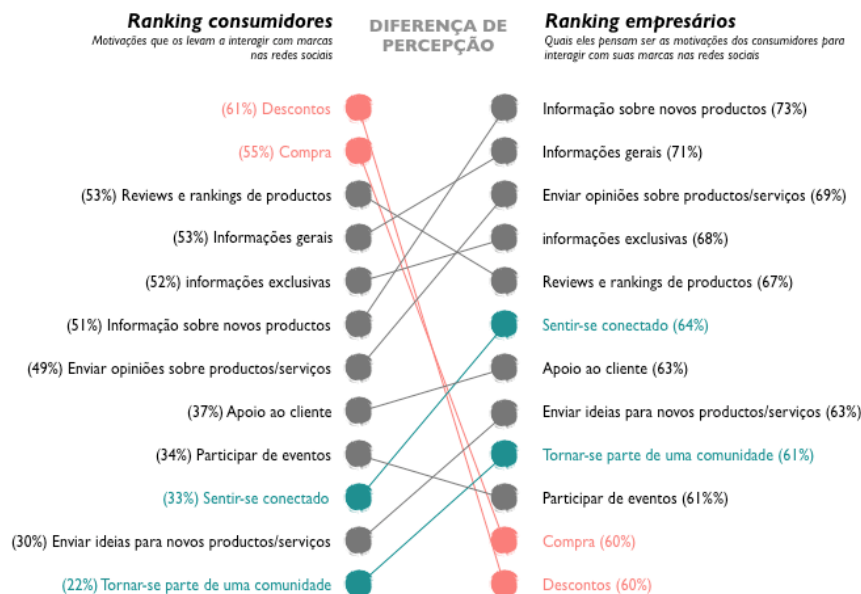 Ranking consumidores
Motivações que os levam a interagir com marcas
nas redes sociais
DIFERENÇA DE
PERCEPÇÃO
Ranking empresários
Quais eles pensam ser as motivações dos consumidores para
interagir com suas marcas nas redes sociais
(61%) Descontos
(55%) Compra
(53%) Reviews e rankings de productos
(53%) Informações gerais
(52%) informações exclusivas
(51%) Informação sobre novos productos
(49%) Enviar opiniões sobre productos/serviços
(37%) Apoio ao cliente
(34%) Participar de eventos
(33%) Sentir-se conectado
(30%) Enviar ideias para novos productos/serviços
(22%) Tornar-se parte de uma comunidade
Informação sobre novos productos (73%)
Informações gerais (71%)
Enviar opiniões sobre productos/serviços (69%)
informações exclusivas (68%)
Reviews e rankings de productos (67%)
Sentir-se conectado (64%)
Apoio ao cliente (63%)
Enviar ideias para novos productos/serviços (63%)
Tornar-se parte de uma comunidade (61%)
Participar de eventos (61%%)
Compra (60%)
Descontos (60%)